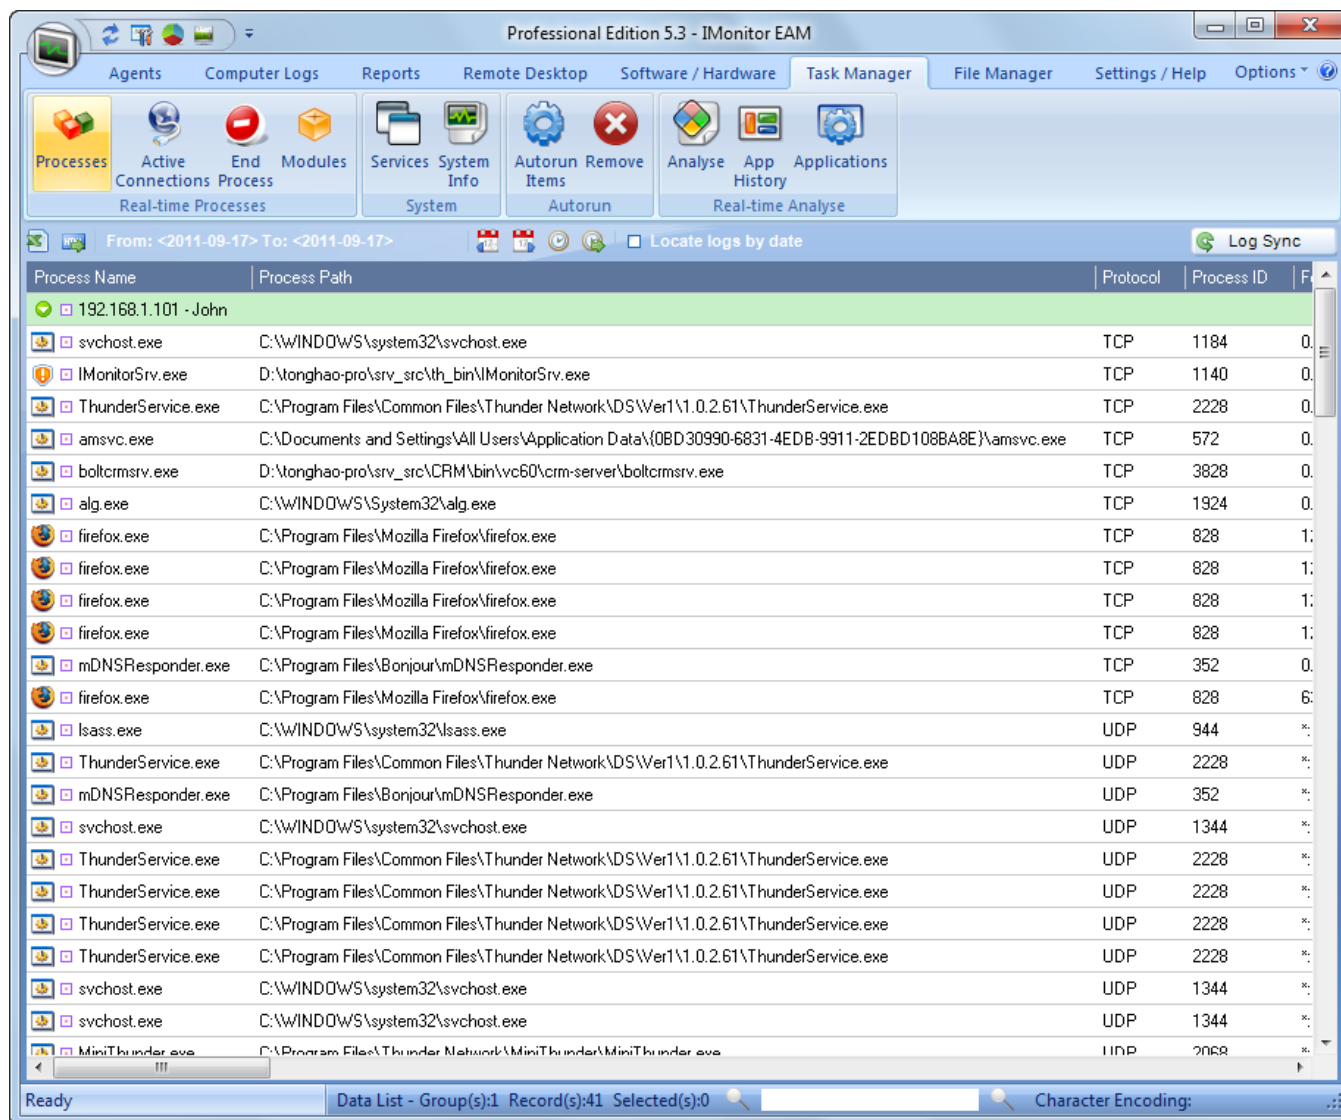 Professional Edition 5.3 - IMonitor EAM
Agents Computer Logs Reports Remote Desktop Software / Hardware Task Manager File Manager Settings / Help Options
Processes Active Connections End Process Modules Services System Info Autorun Items Remove Analyse App History Applications
Real-time Processes System Autorun Real-time Analyse
From: <2011-09-17> To: <2011-09-17> Locate logs by date Log Sync
Process Name Process Path Protocol Process ID
192.168.1.101 - John
svchost.exe C:\WINDOWS\system32\svchost.exe TCP 1184 0.
IMonitorSrv.exe D:\tonghao-pro\srv_src\th_bin\IMonitorSrv.exe TCP 1140 0.
ThunderService.exe C:\Program Files\Common Files\Thunder Network\DS\Ver1\1.0.2.61\ThunderService.exe TCP 2228 0.
amsvc.exe C:\Documents and Settings\All Users\Application Data\{0BD30990-6831-4EDB-9911-2EDBD108BA8E}\amsvc.exe TCP 572 0.
boltcrmsrv.exe D:\tonghao-pro\srv_src\CRM\bin\vc60\crm-server\boltcrmsrv.exe TCP 3828 0.
alg.exe C:\WINDOWS\System32\alg.exe TCP 1924 0.
firefox.exe C:\Program Files\Mozilla Firefox\firefox.exe TCP 828
firefox.exe C:\Program Files\Mozilla Firefox\firefox.exe TCP 828
firefox.exe C:\Program Files\Mozilla Firefox\firefox.exe TCP 828
firefox.exe C:\Program Files\Mozilla Firefox\firefox.exe TCP 828
mDNSResponder.exe C:\Program Files\Bonjour\mDNSResponder.exe TCP 352 0.
firefox.exe C:\Program Files\Mozilla Firefox\firefox.exe TCP 828
lsass.exe C:\WINDOWS\system32\lsass.exe UDP 944 *:
ThunderService.exe C:\Program Files\Common Files\Thunder Network\DS\Ver1\1.0.2.61\ThunderService.exe UDP 2228 *:
mDNSResponder.exe C:\Program Files\Bonjour\mDNSResponder.exe UDP 352 *:
svchost.exe C:\WINDOWS\system32\svchost.exe UDP 1344 *:
ThunderService.exe C:\Program Files\Common Files\Thunder Network\DS\Ver1\1.0.2.61\ThunderService.exe UDP 2228 *:
ThunderService.exe C:\Program Files\Common Files\Thunder Network\DS\Ver1\1.0.2.61\ThunderService.exe UDP 2228 *:
ThunderService.exe C:\Program Files\Common Files\Thunder Network\DS\Ver1\1.0.2.61\ThunderService.exe UDP 2228 *:
ThunderService.exe C:\Program Files\Common Files\Thunder Network\DS\Ver1\1.0.2.61\ThunderService.exe UDP 2228 *:
svchost.exe C:\WINDOWS\system32\svchost.exe UDP 1344 *:
svchost.exe C:\WINDOWS\system32\svchost.exe UDP 1344 *:
MiniThunder.exe C:\Program Files\Thunder Network\MiniThunder\MiniThunder.exe UDP 2068
Ready Data List - Group(s):1 Record(s):41 Selected(s):0 Character Encoding: